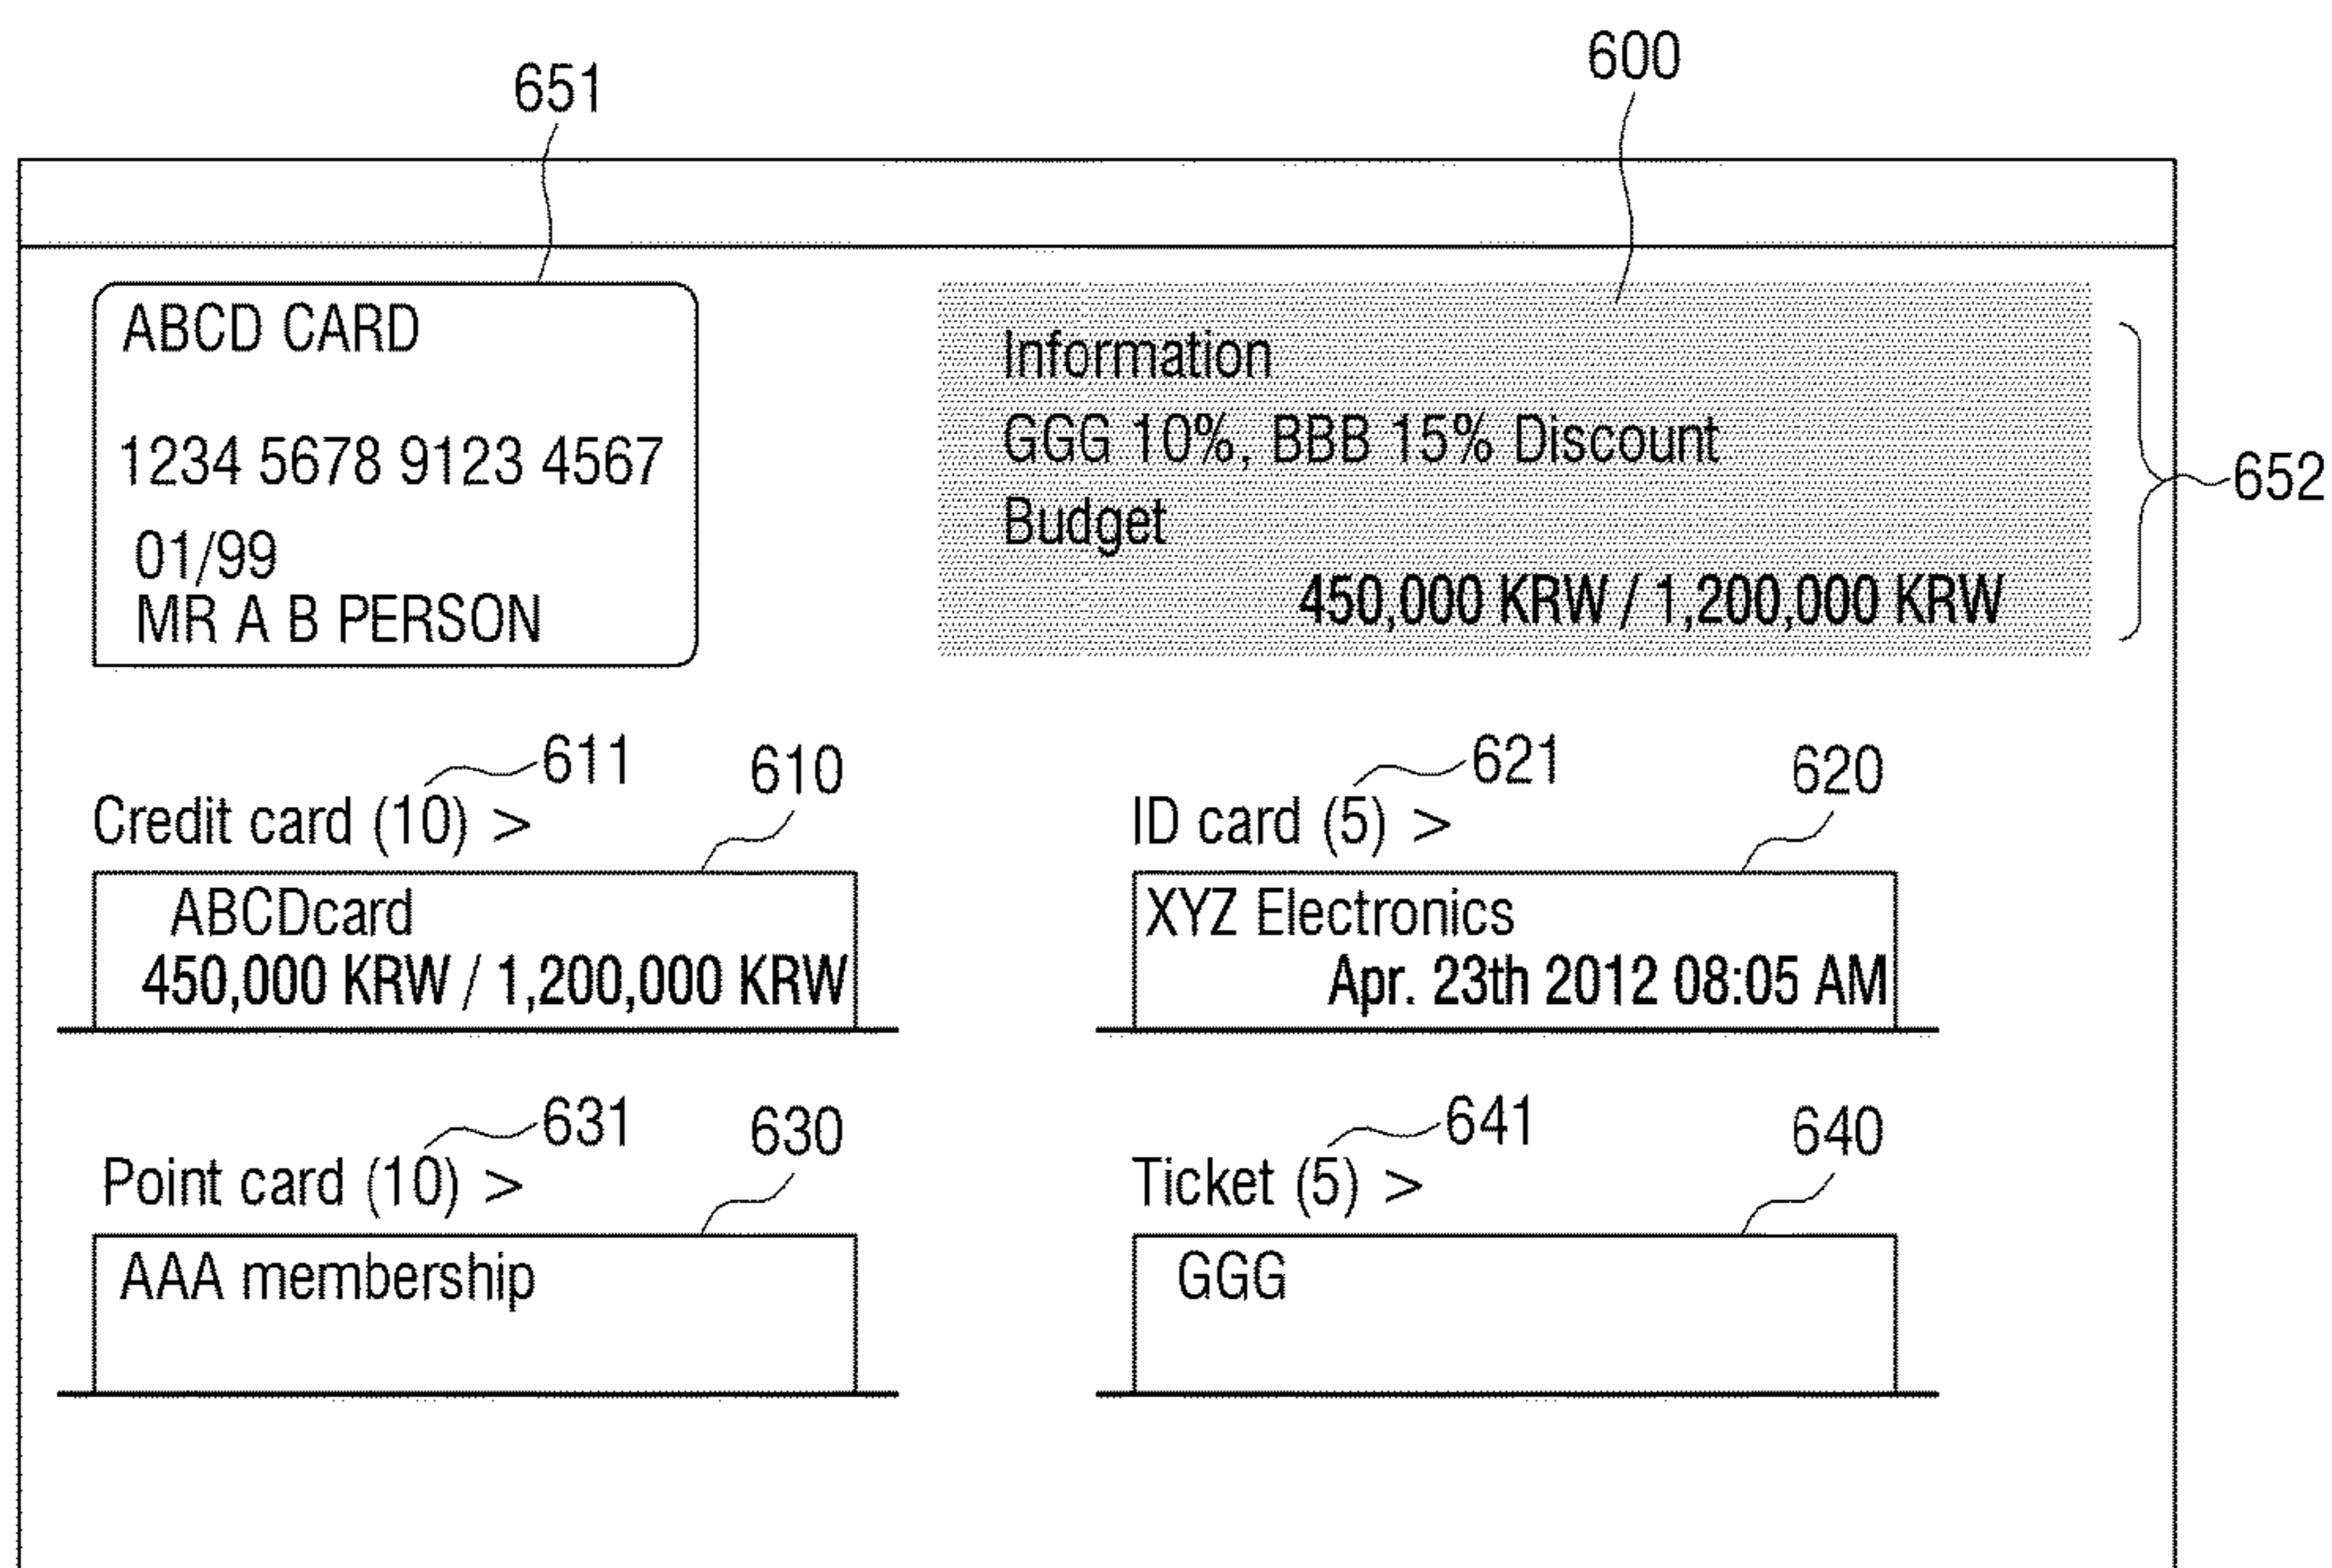 651
600
ABCD CARD
1234 5678 9123 4567
01/99
MR A B PERSON
Information
GGG 10%, BBB 15% Discount
Budget
450,000 KRW / 1,200,000 KRW
652
611
610
Credit card (10) >
ABCDcard
450,000 KRW / 1,200,000 KRW
621
620
ID card (5) >
XYZ Electronics
Apr. 23th 2012 08:05 AM
631
630
Point card (10) >
AAA membership
641
640
Ticket (5) >
GGG